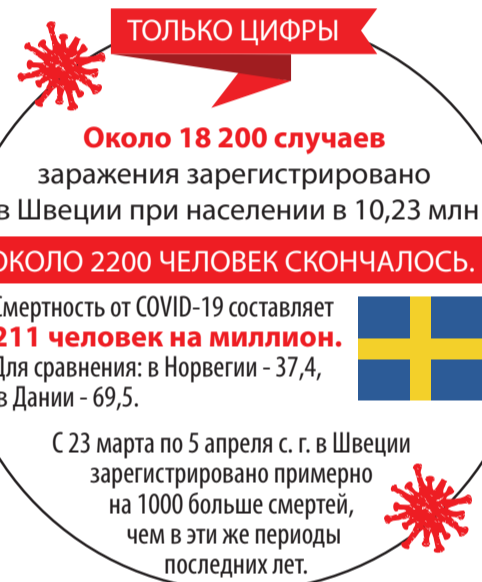 ТОЛЬКО ЦИФРЫ
Около 18 200 случаев
заражения зарегистрировано
в Швеции при населении в 10,23 млн
ОКОЛО 2200 ЧЕЛОВЕК СКОНЧАЛОСЬ.
Смертность от COVID-19 составляет
211 человек на миллион.
Для сравнения: в Норвегии - 37,4,
в Дании - 69,5.
С 23 марта по 5 апреля с. г. в Швеции
зарегистрировано примерно
на 1000 больше смертей,
чем в эти же периоды
последних лет.